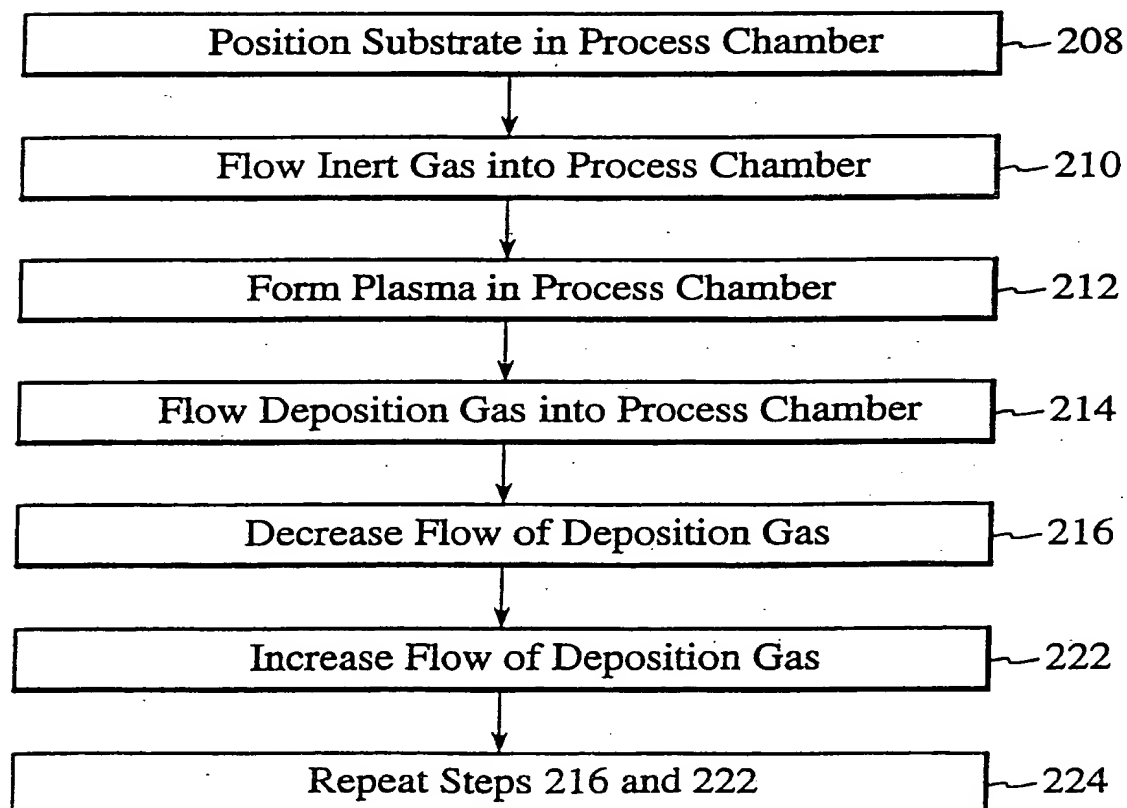 Position Substrate in Process Chamber 208
Flow Inert Gas into Process Chamber 210
Form Plasma in Process Chamber 212
Flow Deposition Gas into Process Chamber 214
Decrease Flow of Deposition Gas 216
Increase Flow of Deposition Gas 222
Repeat Steps 216 and 222 224